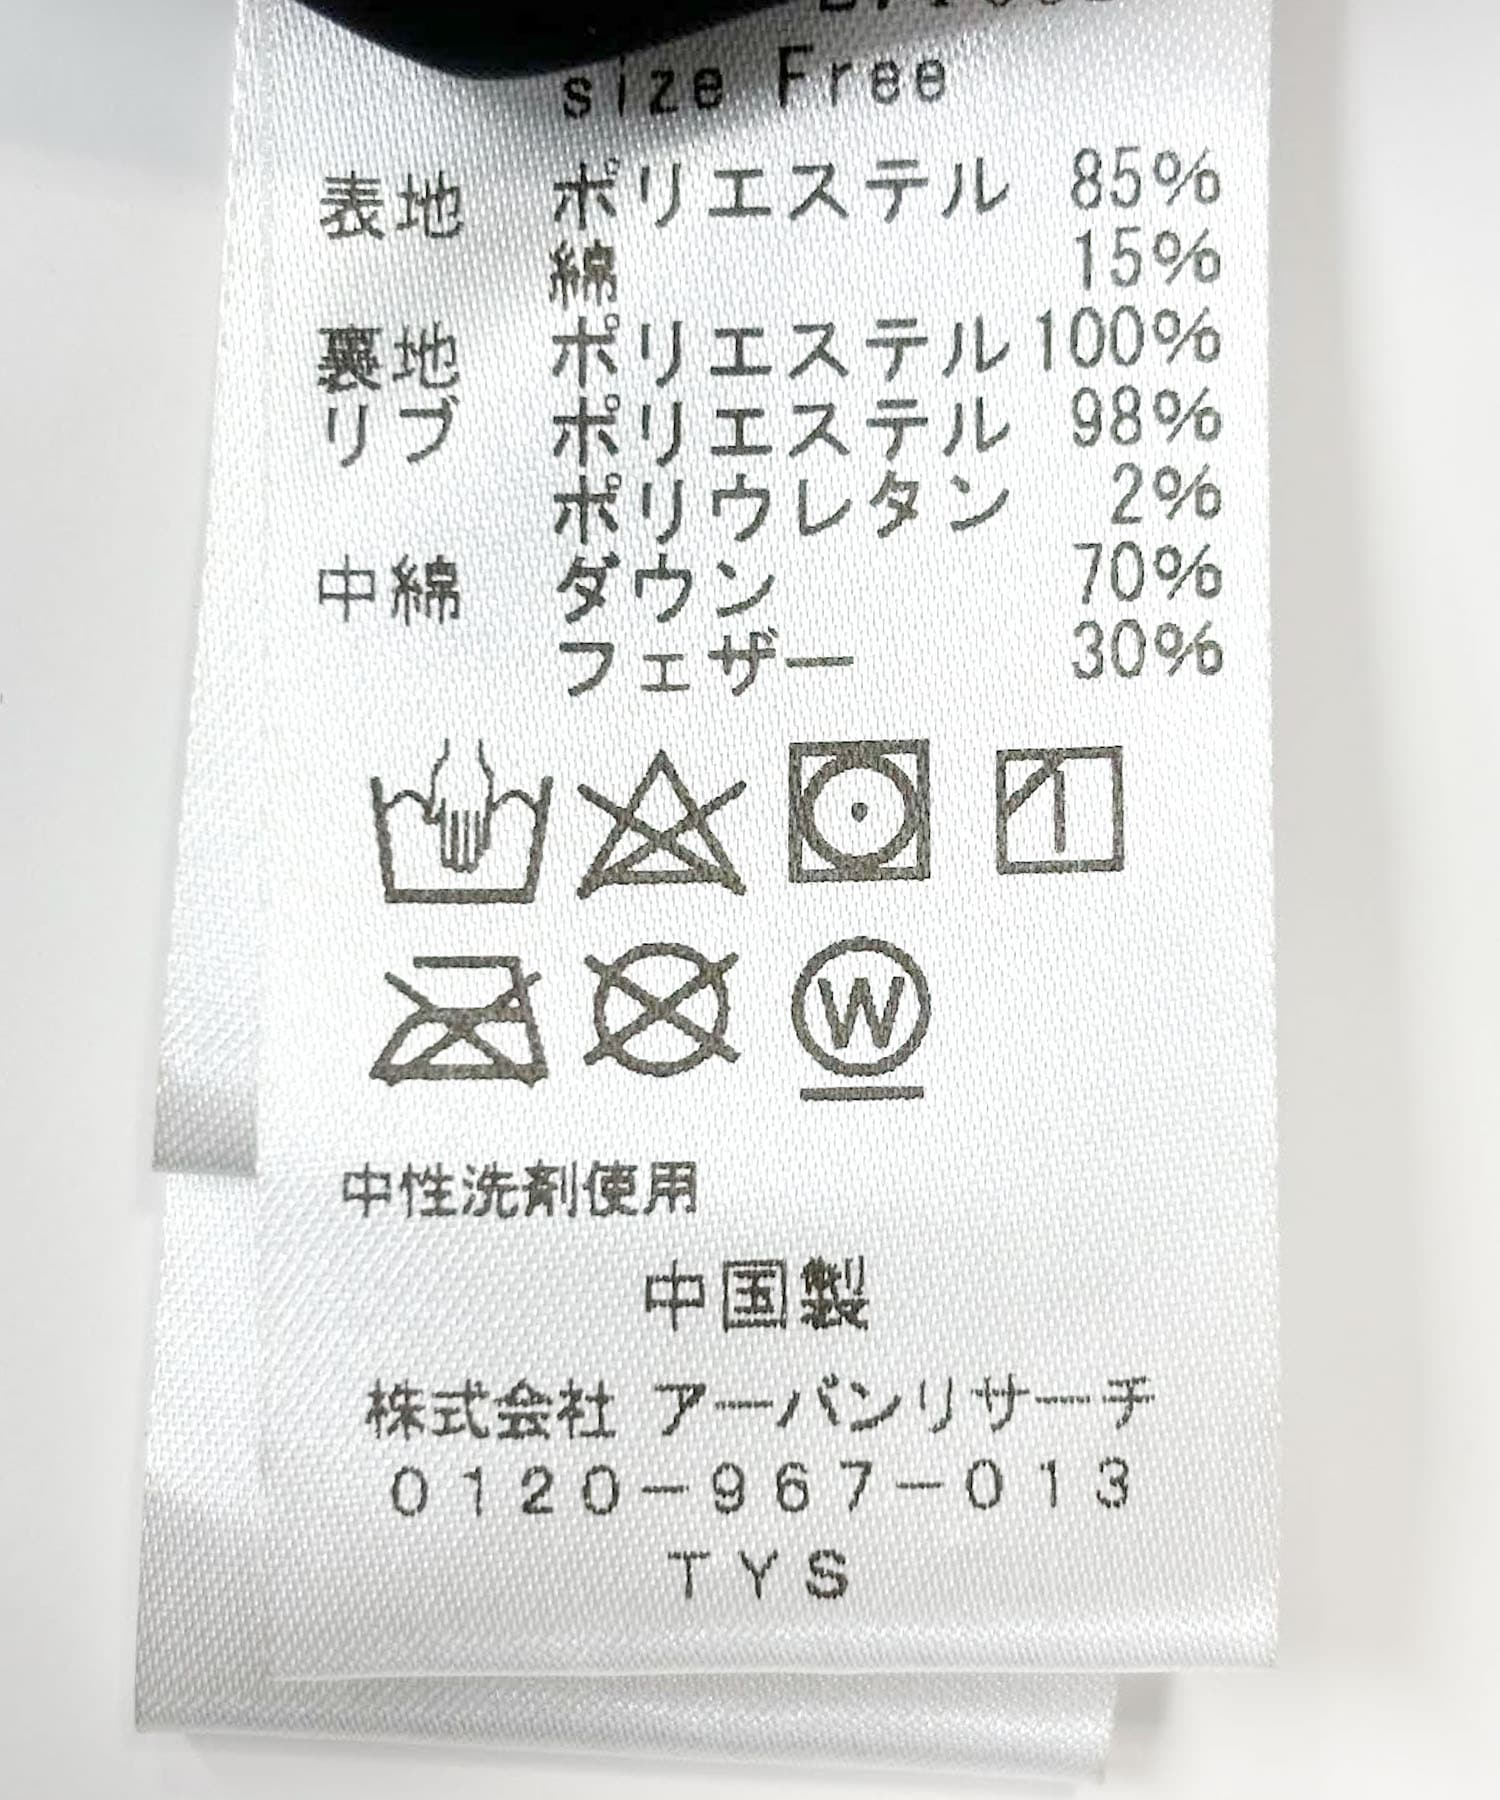 size Free
表地 ポリエステル 85%
綿 15%
裏地 ポリエステル 100%
リブ ポリエステル 98%
ポリウレタン 2%
中綿 ダウン 70%
フェザー 30%
W
中性洗剤使用
中国製
株式会社 アーバンリサーチ
0120-967-013
TYS